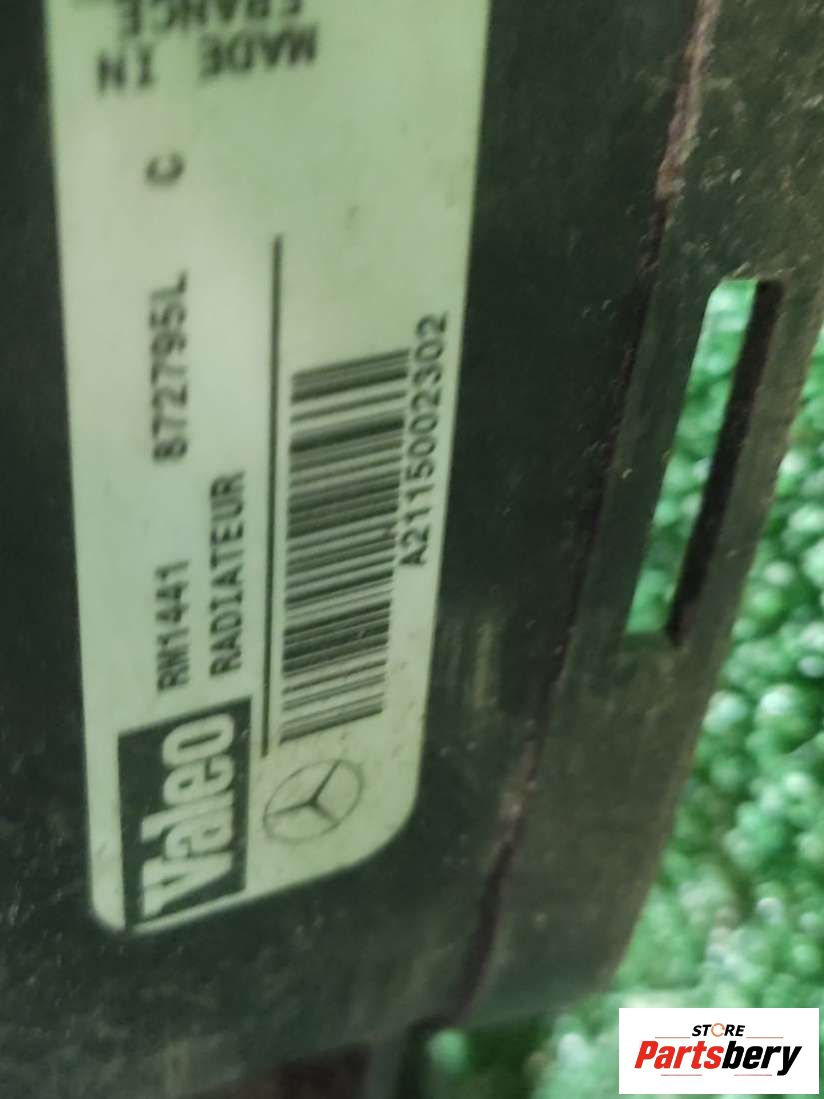 Valeo
RM1441 872795L C
RADIATEUR
MADE IN
FRANCE
A2115002302
STORE
Partsbery